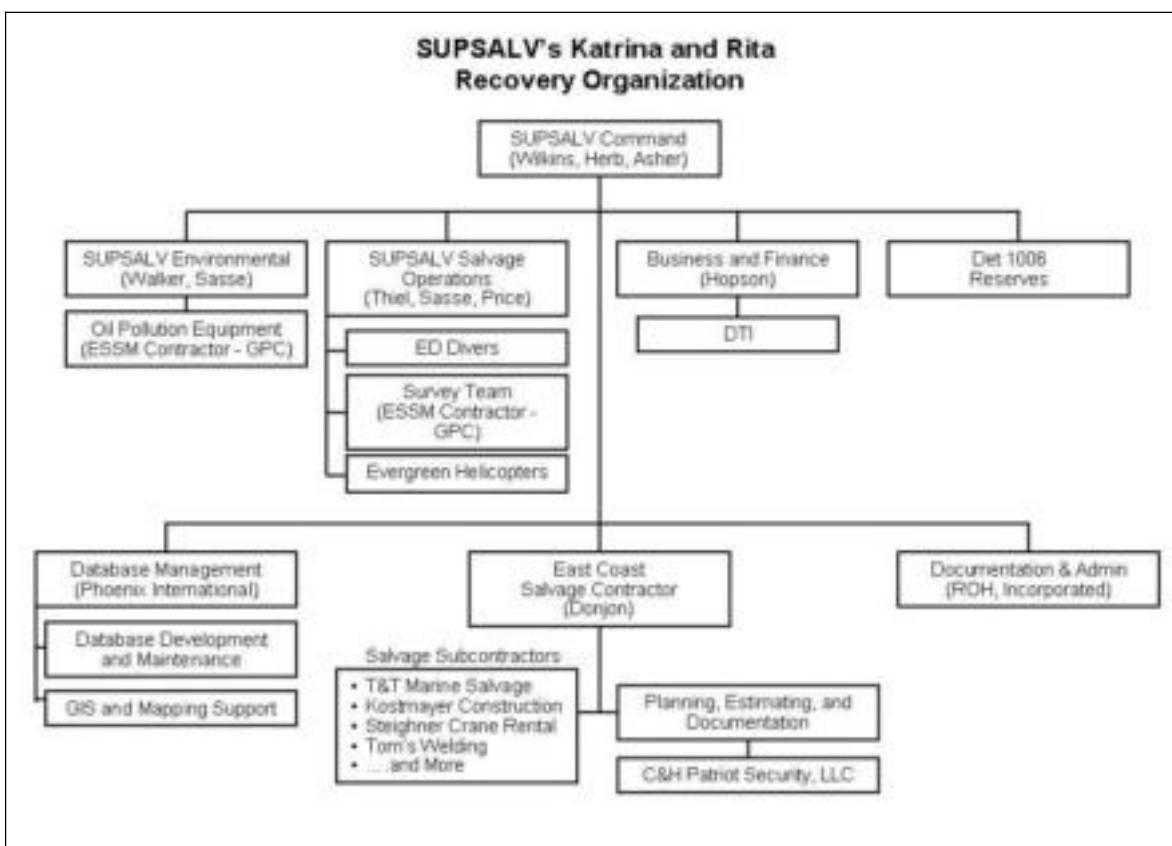 SUPSALV's Katrina and Rita
Recovery Organization
SUPSALV Command
(Wilkins, Herb, Asher)
SUPSALV Environmental
(Walker, Sasse)
Oil Pollution Equipment
(ESSM Contractor - GPC)
SUPSALV Salvage
Operations
(Thiel, Sasse, Price)
ED Divers
Survey Team
(ESSM Contractor -
GPC)
Evergreen Helicopters
Business and Finance
(Hopson)
DTI
Det 1006
Reserves
Database Management
(Phoenix International)
Database Development
and Maintenance
GIS and Mapping Support
East Coast
Salvage Contractor
(Donjon)
Salvage Subcontractors
• T&T Marine Salvage
• Kostmayer Construction
• Steighner Crane Rental
• Tom's Welding
• ....and More
Planning, Estimating, and
Documentation
C&H Patriot Security, LLC
Documentation & Admin
(ROH, Incorporated)